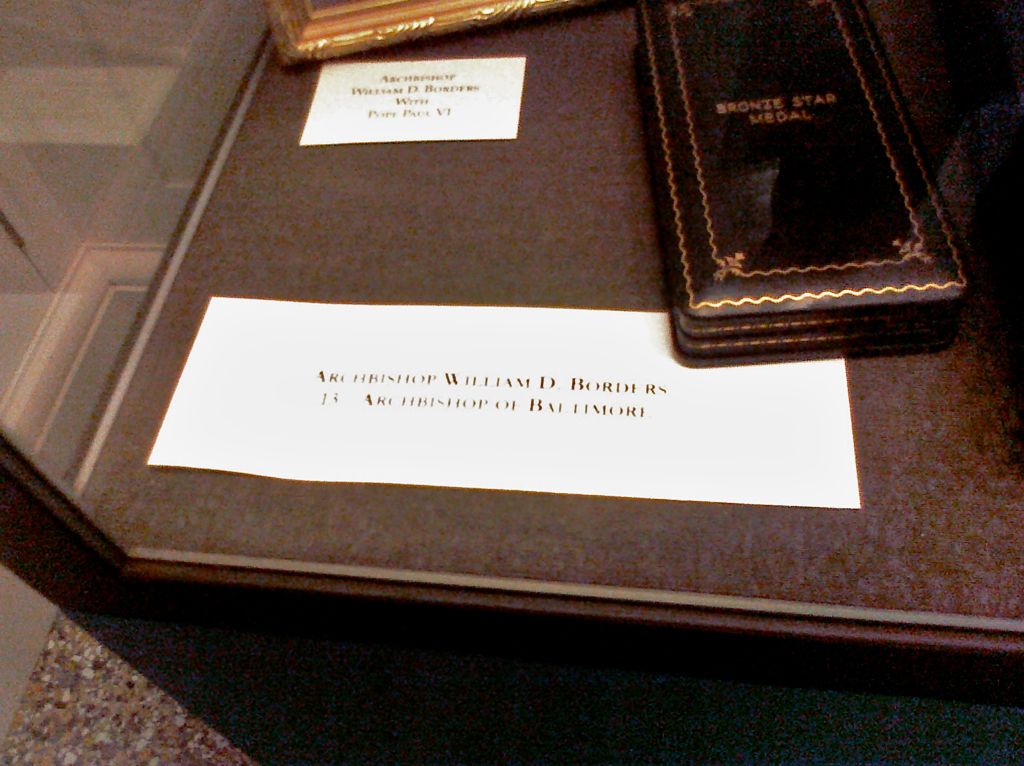 ARCHBISHOP
WILLIAM D. BORDERS
WITH
POPE PAUL VI
BRONZE STAR
MEDAL
ARCHBISHOP WILLIAM D. BORDERS
13 ARCHBISHOP OF BALTIMORE